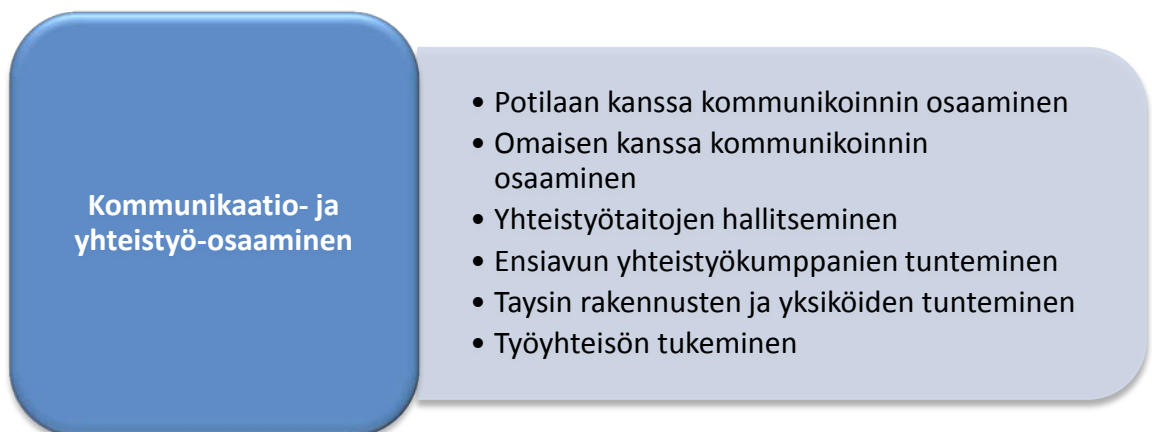 Kommunikaatio- ja
yhteistyö-osaaminen
• Potilaan kanssa kommunikoinnin osaaminen
• Omaisen kanssa kommunikoinnin
osaaminen
• Yhteistyötaitojen hallitseminen
• Ensiavun yhteistyökumppanien tunteminen
• Taysin rakennusten ja yksiköiden tunteminen
• Työyhteisön tukeminen